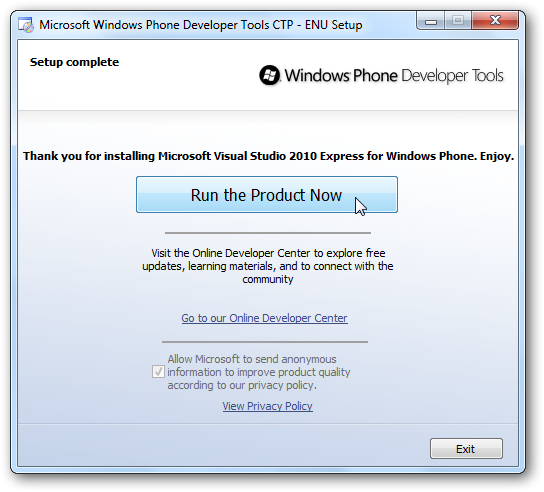 Microsoft Windows Phone Developer Tools CTP - ENU Setup
Setup complete
Windows Phone Developer Tools
Thank you for installing Microsoft Visual Studio 2010 Express for Windows Phone. Enjoy.
Run the Product Now
Visit the Online Developer Center to explore free
updates, learning materials, and to connect with the
community
Go to our Online Developer Center
Allow Microsoft to send anonymous
information to improve product quality
according to our privacy policy.
View Privacy Policy
Exit